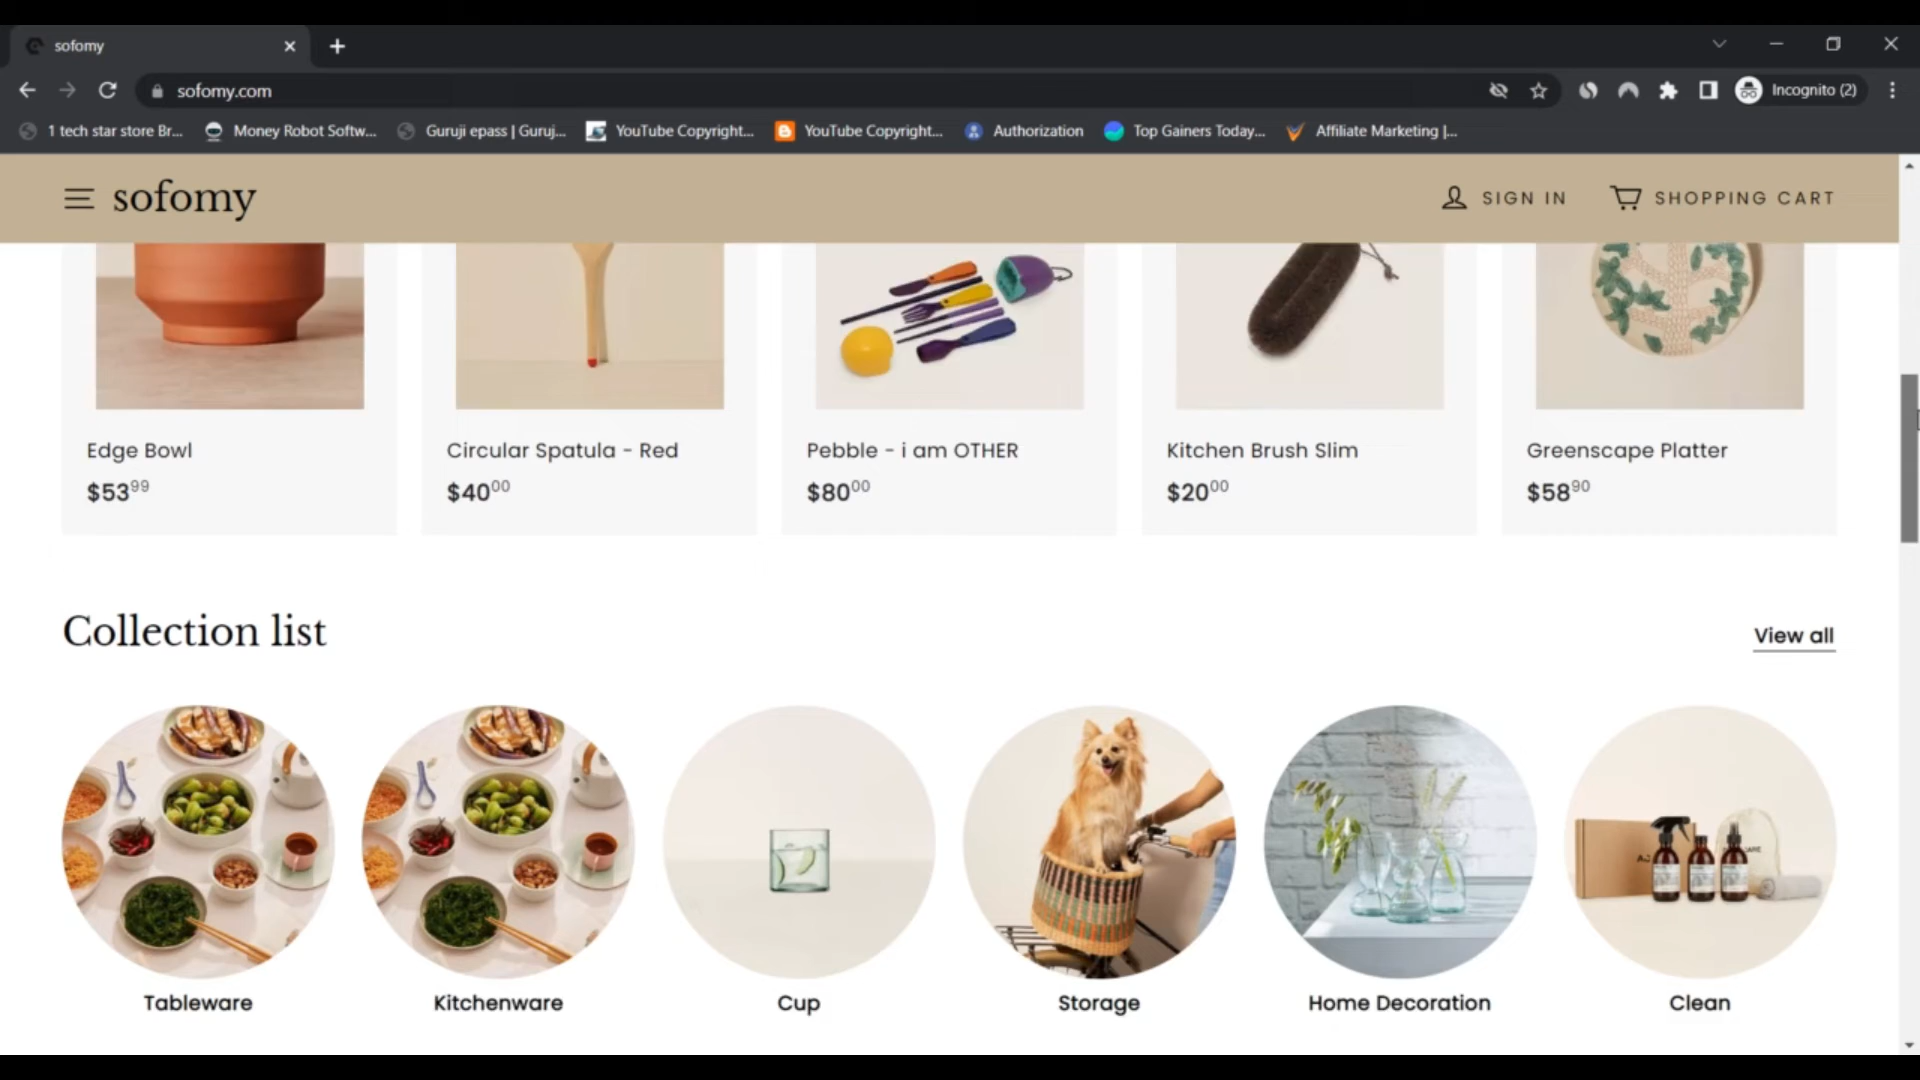 sofomy
sofomy.com
Incognito (2)
1 tech star store Br...
Money Robot Softw...
Guruji epass | Guruj...
YouTube Copyright...
YouTube Copyright...
Authorization
Top Gainers Today...
Affiliate Marketing |...
sofomy
SIGN IN
SHOPPING CART
Edge Bowl
$53.99
Circular Spatula - Red
$40.00
Pebble - i am OTHER
$80.00
Kitchen Brush Slim
$20.00
Greenscape Platter
$58.90
Collection list
View all
Tableware
Kitchenware
Cup
Storage
Home Decoration
Clean